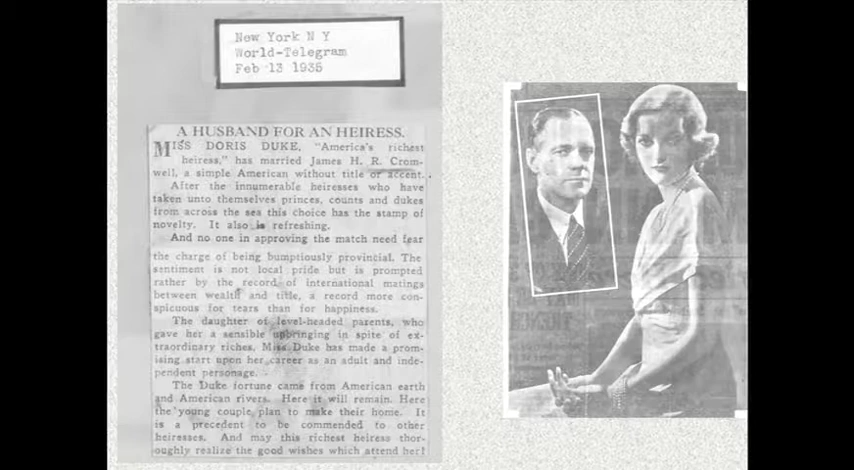 New York N Y
World-Telegram
Feb 13 1935
A HUSBAND FOR AN HEIRESS.
MISS DORIS DUKE, "America's richest
heiress," has married James H. R. Crom-
well, a simple American without title or accent.
After the innumerable heiresses who have
taken unto themselves princes, counts and dukes
from across the sea this choice has the stamp of
novelty. It also is refreshing.
And no one in approving the match need fear
the charge of being bumptiously provincial. The
sentiment is not local pride but is prompted
rather by the record of international matings
between wealth and title, a record more con-
spicuous for tears than for happiness.
The daughter of level-headed parents, who
gave her a sensible upbringing in spite of ex-
traordinary riches, Miss Duke has made a prom-
ising start upon her career as an adult and inde-
pendent personage.
The Duke fortune came from American earth
and American rivers. Here it will remain. Here
the young couple plan to make their home. It
is a precedent to be commended to other
heiresses. And may this richest heiress thor-
oughly realize the good wishes which attend her!